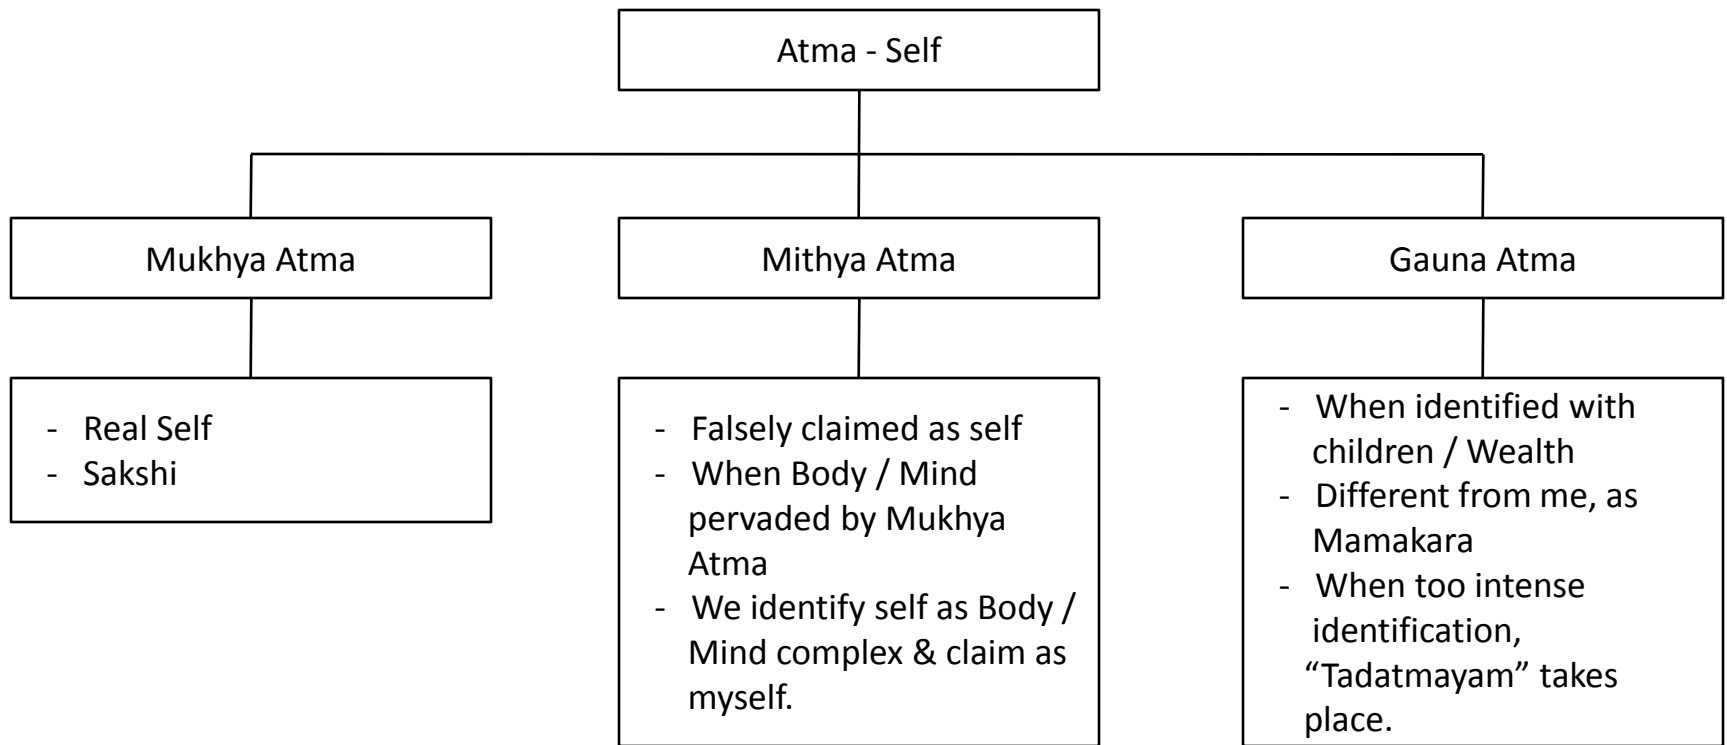 Atma - Self
Mukhya Atma
Mithya Atma
Gauna Atma
- Real Self
- Sakshi
- Falsely claimed as self
- When Body / Mind
pervaded by Mukhya
Atma
- We identify self as Body /
Mind complex & claim as
myself.
- When identified with
children / Wealth
- Different from me, as
Mamakara
- When too intense
identification,
“Tadatmayam” takes
place.